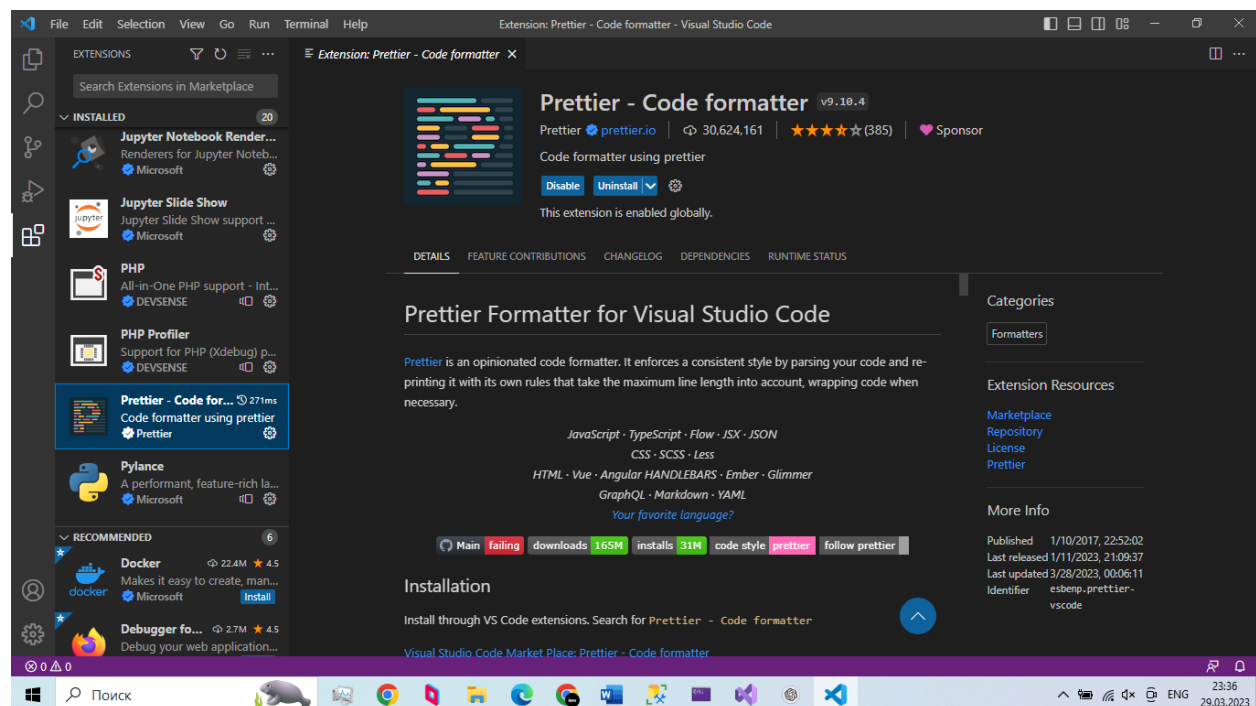 File Edit Selection View Go Run Terminal Help
Extension: Prettier - Code formatter - Visual Studio Code
EXTENSIONS
Search Extensions in Marketplace
INSTALLED 20
Jupyter Notebook Render...
Renderers for Jupyter Noteb...
Microsoft
Jupyter Slide Show
Jupyter Slide Show support ...
Microsoft
jupyter
PHP
All-in-One PHP support - Int...
DEVSENSE
PHP Profiler
Support for PHP (Xdebug) p...
DEVSENSE
Prettier - Code for... 271ms
Code formatter using prettier
Prettier
Pylance
A performant, feature-rich la...
Microsoft
RECOMMENDED 6
Docker 22.4M ★ 4.5
Makes it easy to create, man...
Microsoft Install
docker
Debugger fo... 2.7M ★ 4.5
Debug your web application...
Extension: Prettier - Code formatter
Prettier - Code formatter v9.10.4
Prettier prettier.io 30,624,161 (385) Sponsor
Code formatter using prettier
Disable Uninstall
This extension is enabled globally.
DETAILS FEATURE CONTRIBUTIONS CHANGELOG DEPENDENCIES RUNTIME STATUS
Prettier Formatter for Visual Studio Code
Prettier is an opinionated code formatter. It enforces a consistent style by parsing your code and re-
printing it with its own rules that take the maximum line length into account, wrapping code when
necessary.
JavaScript · TypeScript · Flow · JSX · JSON
CSS · SCSS · Less
HTML · Vue · Angular HANDLEBARS · Ember · Glimmer
GraphQL · Markdown · YAML
Your favorite language?
Main failing downloads 165M installs 31M code style prettier follow prettier
Installation
Install through VS Code extensions. Search for Prettier - Code formatter
Visual Studio Code Market Place: Prettier - Code formatter
Categories
Formatters
Extension Resources
Marketplace
Repository
License
Prettier
More Info
Published 1/10/2017, 22:52:02
Last released 1/11/2023, 21:09:37
Last updated 3/28/2023, 00:06:11
Identifier esbenp.prettier-
vscode
0 0
Поиск
ENG
23:36
29.03.2023